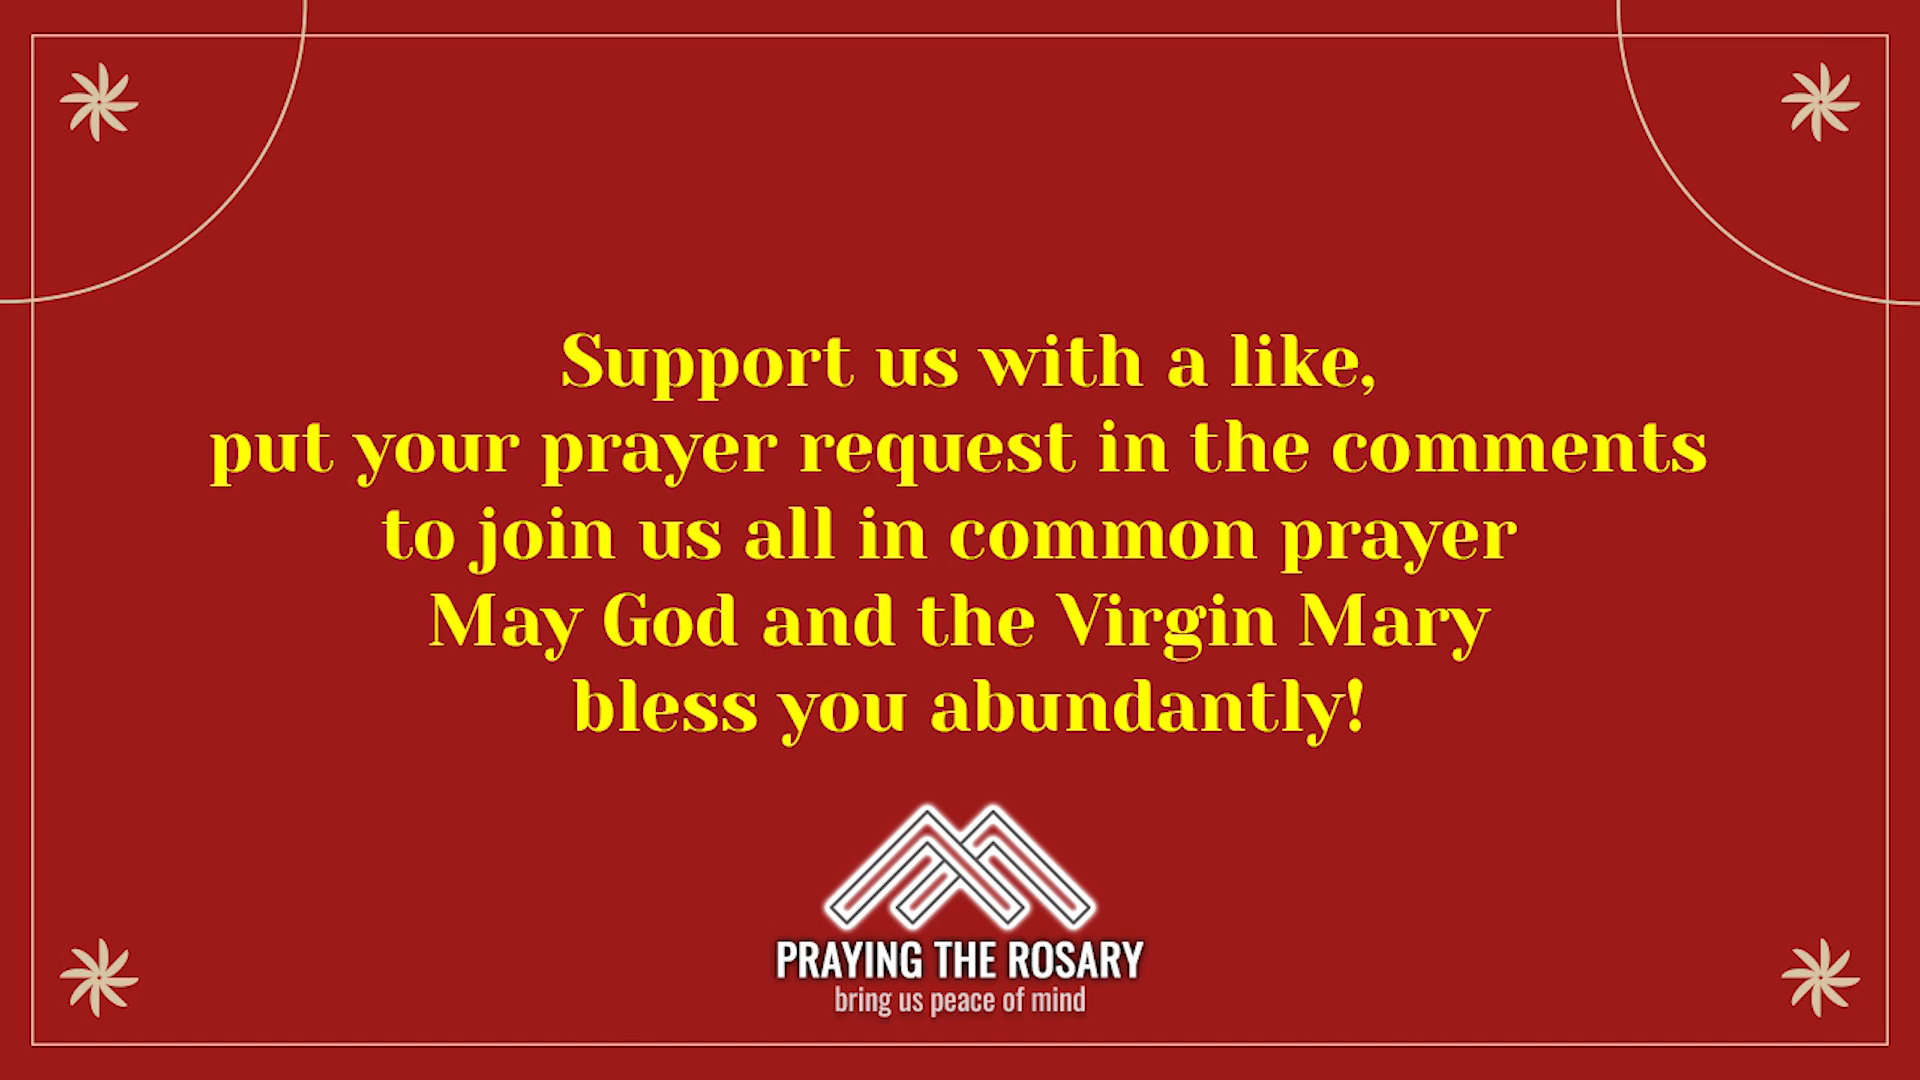 Support us with a like,
put your prayer request in the comments
to join us all in common prayer
May God and the Virgin Mary
bless you abundantly!
PRAYING THE ROSARY
bring us peace of mind